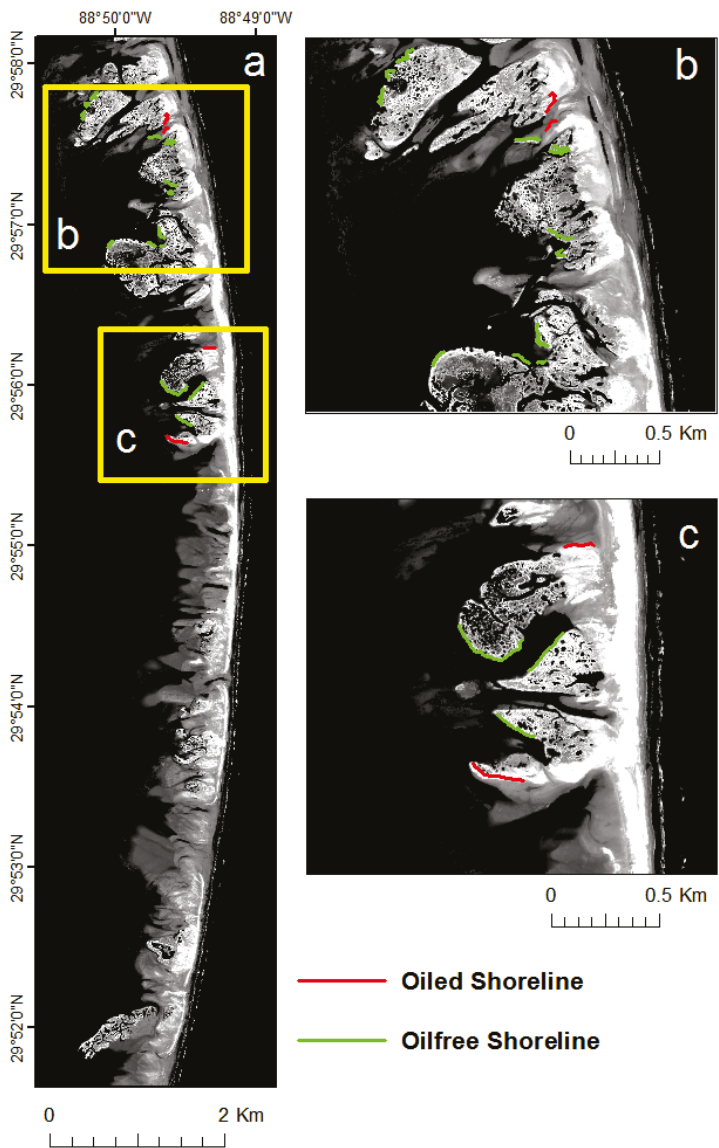 88°50'0"W 88°49'0"W
a
b
c
29°58'0"N
29°57'0"N
29°56'0"N
29°55'0"N
29°54'0"N
29°53'0"N
29°52'0"N
0 2 Km
b
0 0.5 Km
c
0 0.5 Km
Oiled Shoreline
Oilfree Shoreline